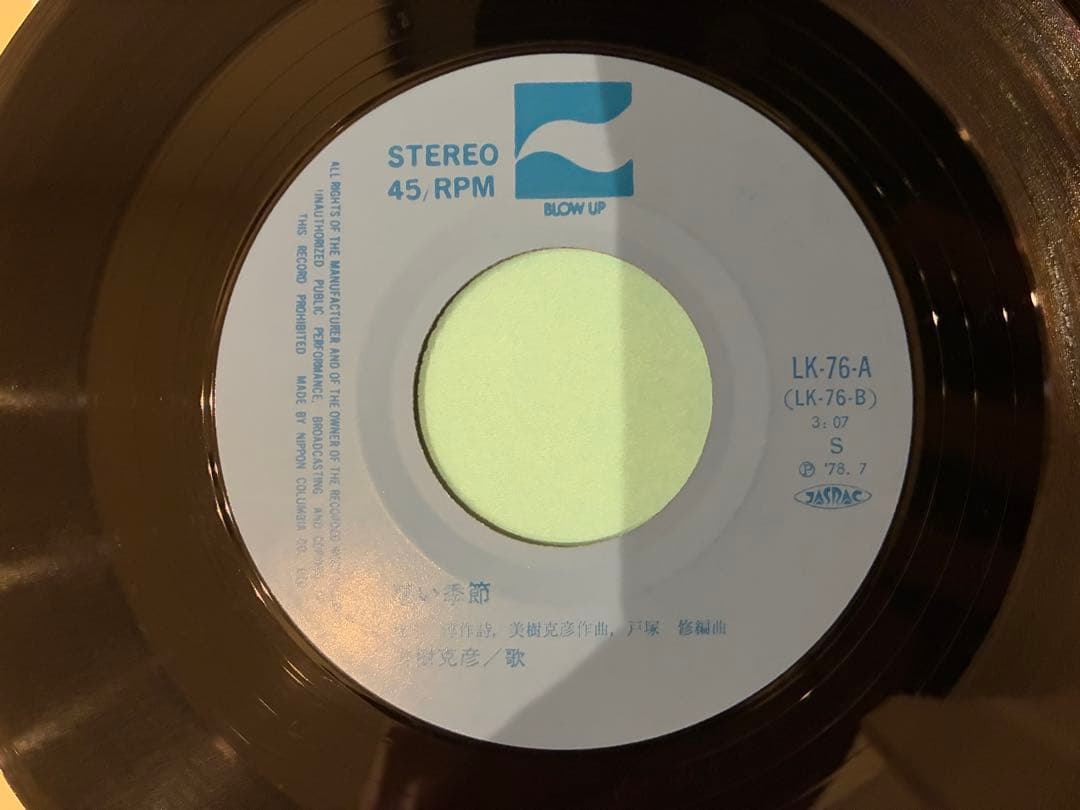 STEREO
45/RPM
BLOW UP
ALL RIGHTS OF THE MANUFACTURER AND OF THE OWNER OF THE RECORDED
UNAUTHORIZED PUBLIC PERFORMANCE, BROADCASTING AND
THIS RECORD PROHIBITED MADE BY NIPPON COLUMBIA CO.,
LK-76-A
(LK-76-B)
3:07
S
Ⓟ '78. 7
JASRAC
い季節
作詩, 美樹克彦作曲, 戸塚 修編曲
美樹克彦／歌